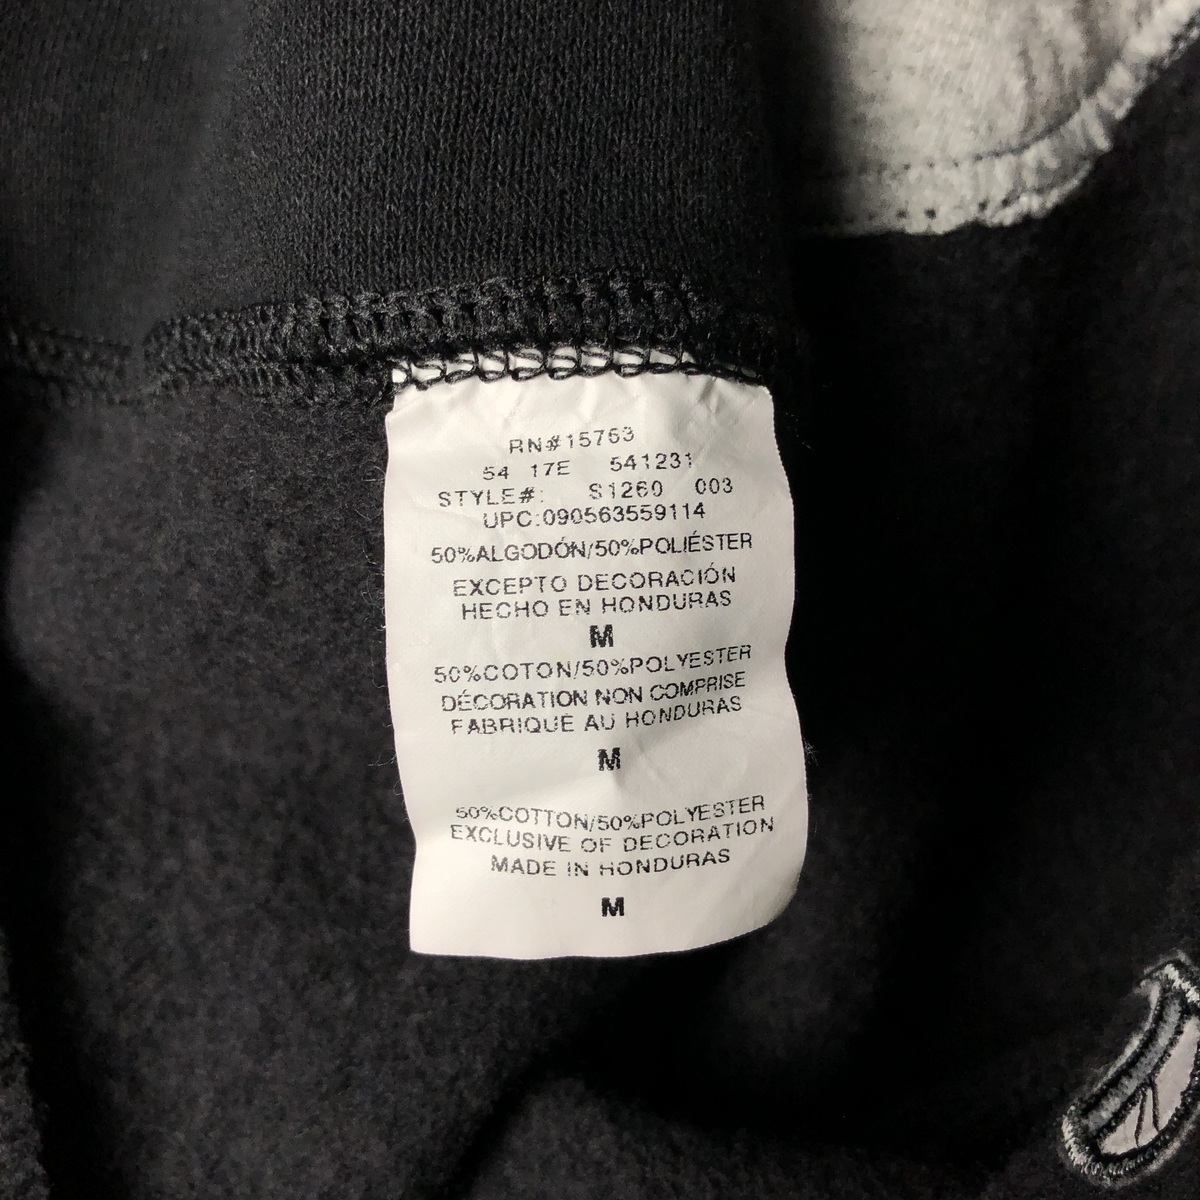 RN#15763
54 17E 541231
STYLE#: S1260 003
UPC:090563559114
50%ALGODÓN/50%POLIÉSTER
EXCEPTO DECORACIÓN
HECHO EN HONDURAS
M
50%COTON/50%POLYESTER
DÉCORATION NON COMPRISE
FABRIQUÉ AU HONDURAS
M
50%COTTON/50%POLYESTER
EXCLUSIVE OF DECORATION
MADE IN HONDURAS
M